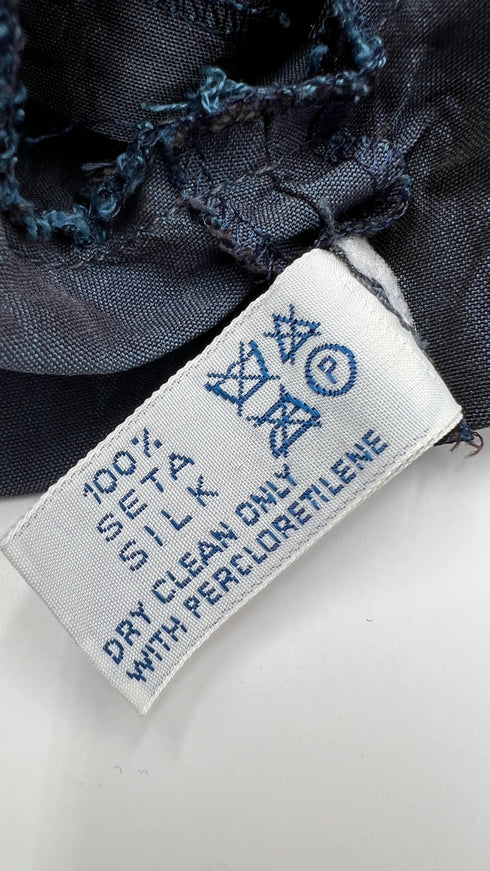 P
100%
SETA
SILK
DRY CLEAN ONLY
WITH PERCLORETILENE